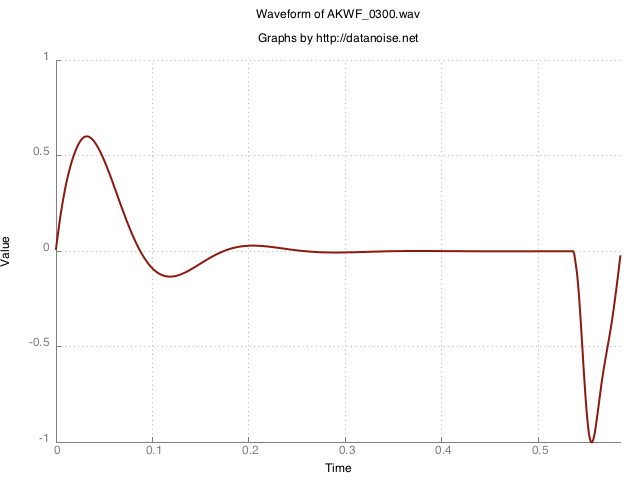 Waveform of AKWF_0300.wav
Graphs by http://datanoise.net
1
0.5
0
-0.5
-1
Value
0 0.1 0.2 0.3 0.4 0.5
Time